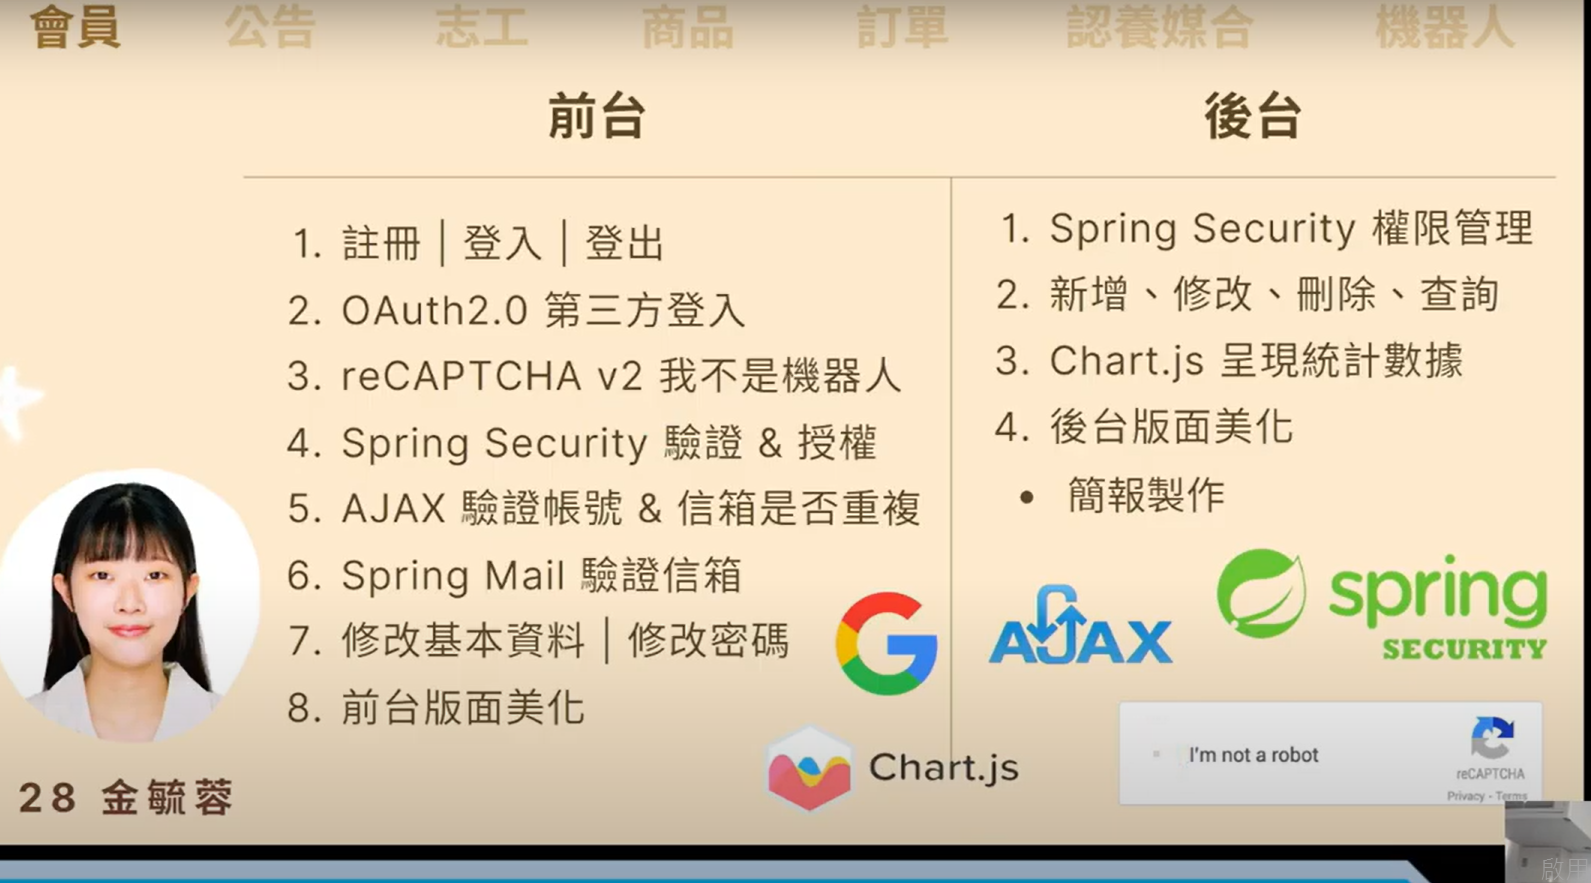 會員 公告 志工 商品 訂單 認養媒合 機器人
前台
1. 註冊 | 登入 | 登出
2. OAuth2.0 第三方登入
3. reCAPTCHA v2 我不是機器人
4. Spring Security 驗證 & 授權
5. AJAX 驗證帳號 & 信箱是否重複
6. Spring Mail 驗證信箱
7. 修改基本資料 | 修改密碼
8. 前台版面美化
後台
1. Spring Security 權限管理
2. 新增、修改、刪除、查詢
3. Chart.js 呈現統計數據
4. 後台版面美化
• 簡報製作
G
AJAX
spring
SECURITY
Chart.js
I'm not a robot
reCAPTCHA
Privacy - Terms
28 金毓蓉
啟用